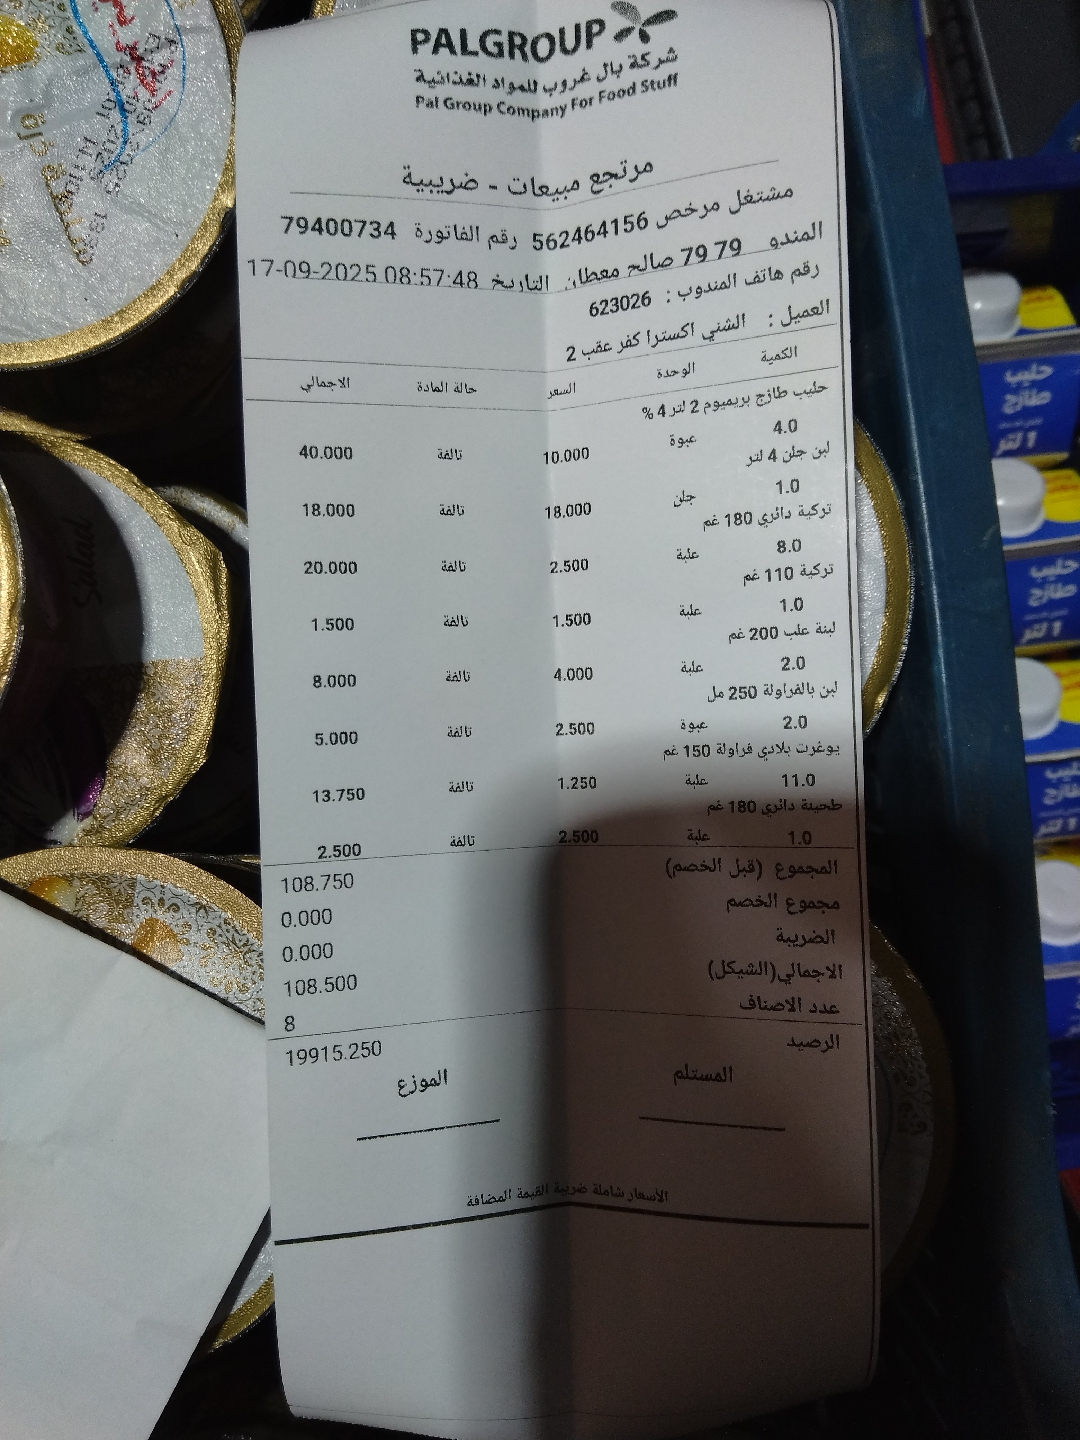 PALGROUP
شركة بال غروب للمواد الغذائية
Pal Group Company For Food Stuff
مرتجع مبيعات - ضريبية
مشتغل مرخص 562464156 رقم الفاتورة 79400734
المندو 79 79 صالح معطان التاريخ 17-09-2025 08:57:48
رقم هاتف المندوب : 623026
العميل : الشني اكسترا كفر عقب 2
الكمية الوحدة السعر حالة المادة الاجمالي
حليب طازج بريميوم 2 لتر 4 %
4.0 عبوة 10.000 تالفة 40.000
لبن جلن 4 لتر
1.0 جلن 18.000 تالفة 18.000
تركية دائري 180 غم
8.0 علبة 2.500 تالفة 20.000
تركية 110 غم
1.0 علبة 1.500 تالفة 1.500
لبنة علب 200 غم
2.0 علبة 4.000 تالفة 8.000
لبن بالفراولة 250 مل
2.0 عبوة 2.500 تالفة 5.000
يوغرت بلادي فراولة 150 غم
11.0 علبة 1.250 تالفة 13.750
طحينة دائري 180 غم
1.0 علبة 2.500 تالفة 2.500
المجموع (قبل الخصم) 108.750
مجموع الخصم 0.000
الضريبة 0.000
الاجمالي(الشيكل) 108.500
عدد الاصناف 8
الرصيد 19915.250
المستلم الموزع
الأسعار شاملة ضريبة القيمة المضافة
Salad
حليب
طازج
1 لتر
حليب
طازج
1 لتر